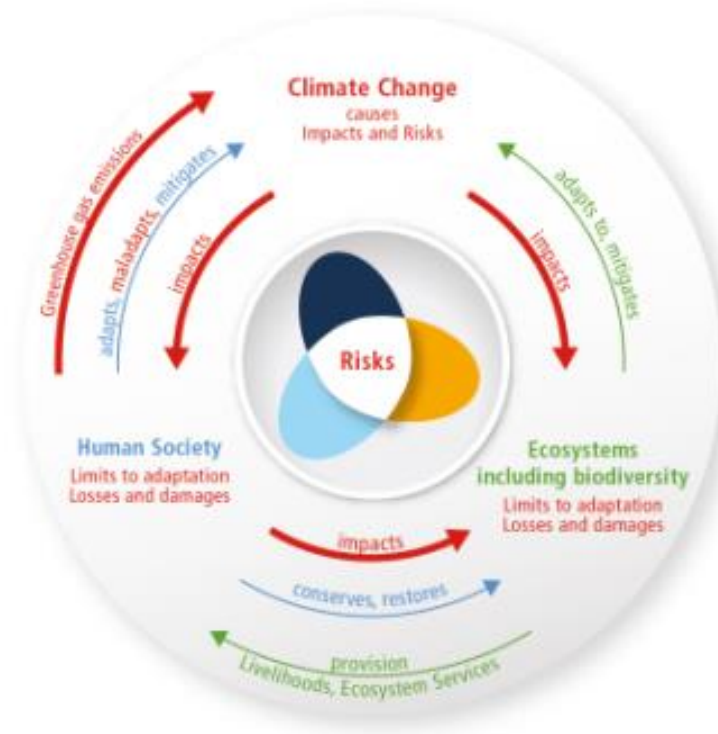 Climate Change
causes
Impacts and Risks
Greenhouse gas emissions
adapts, maladapts, mitigates
impacts
impacts
adapts to, mitigates
Risks
Human Society
Limits to adaptation
Losses and damages
Ecosystems
including biodiversity
Limits to adaptation
Losses and damages
impacts
conserves, restores
provision
Livelihoods, Ecosystem Services